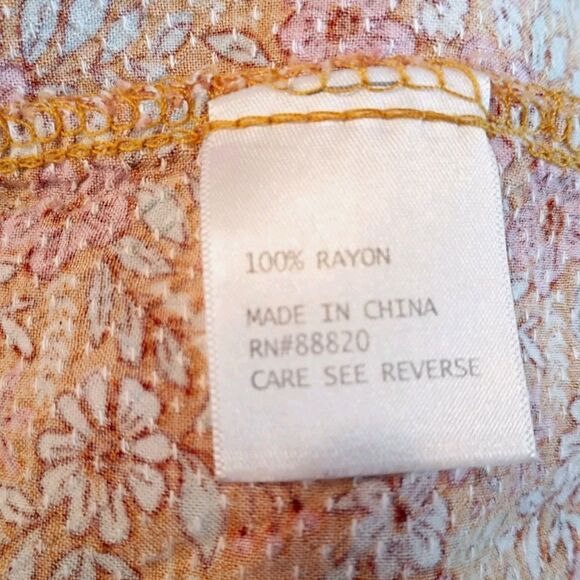 100% RAYON
MADE IN CHINA
RN#88820
CARE SEE REVERSE